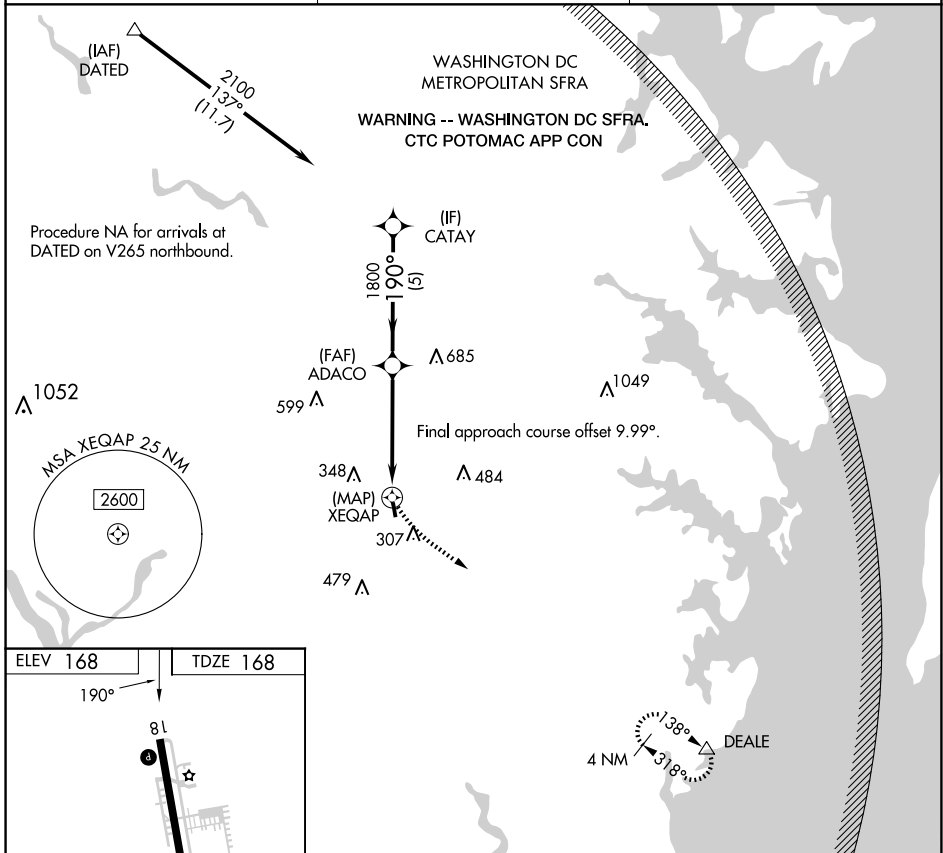 (IAF)
DATED
2100
137°
(11.7)
WASHINGTON DC
METROPOLITAN SFRA
WARNING -- WASHINGTON DC SFRA.
CTC POTOMAC APP CON
Procedure NA for arrivals at
DATED on V265 northbound.
(IF)
CATAY
1800
190°
(5)
(FAF)
ADACO
685
1052
599
1049
Final approach course offset 9.99°.
MSA XEQAP 25 NM
2600
348
484
(MAP)
XEQAP
307
479
ELEV 168
TDZE 168
190°
18
P
138°
DEALE
4 NM
318°